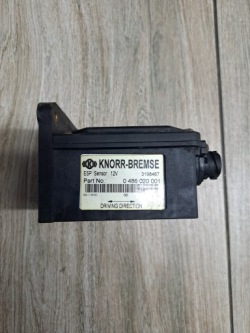 KNORR-BREMSE
ESP Sensor 12V 3198467
Part No. 0 486 000 001
DRIVING DIRECTION